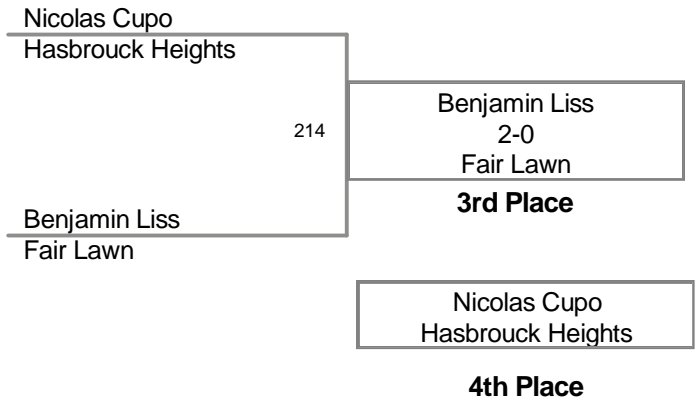 Nicolas Cupo
Hasbrouck Heights
214
Benjamin Liss
2-0
Fair Lawn
3rd Place
Benjamin Liss
Fair Lawn
Nicolas Cupo
Hasbrouck Heights
4th Place